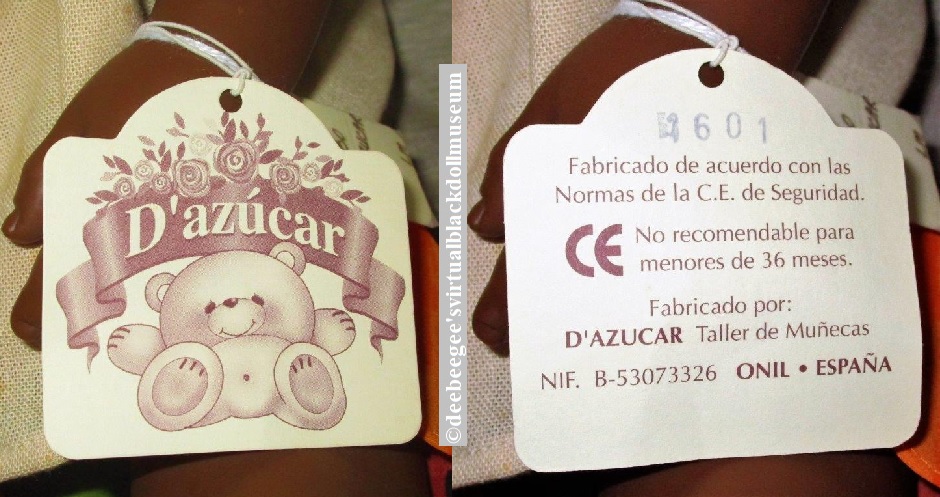 D'azúcar
©deebeegee'svirtualblackdollmuseum
4601
Fabricado de acuerdo con las
Normas de la C.E. de Seguridad.
CE No recomendable para
menores de 36 meses.
Fabricado por:
D'AZUCAR Taller de Muñecas
NIF. B-53073326 ONIL • ESPAÑA